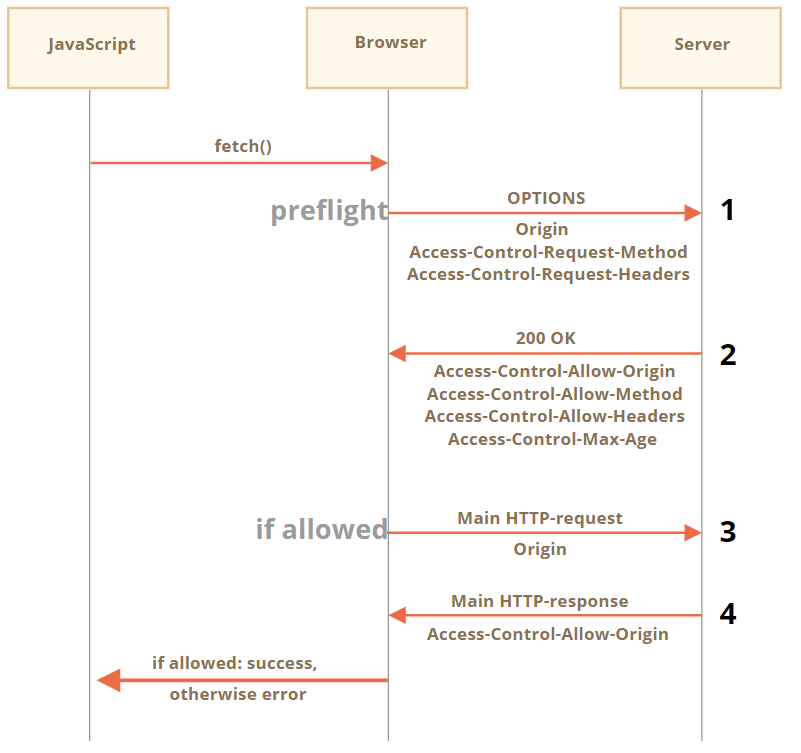 JavaScript
Browser
Server
fetch()
preflight
OPTIONS
1
Origin
Access-Control-Request-Method
Access-Control-Request-Headers
200 OK
2
Access-Control-Allow-Origin
Access-Control-Allow-Method
Access-Control-Allow-Headers
Access-Control-Max-Age
if allowed
Main HTTP-request
3
Origin
Main HTTP-response
4
Access-Control-Allow-Origin
if allowed: success,
otherwise error